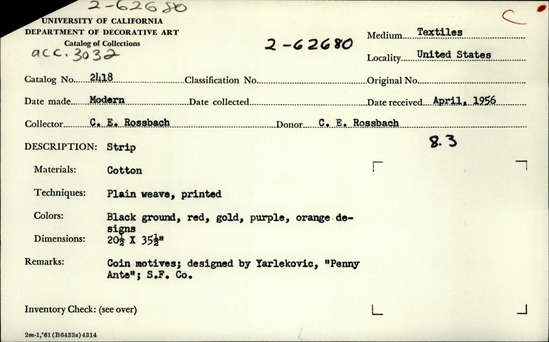 2-62680
UNIVERSITY OF CALIFORNIA
DEPARTMENT OF DECORATIVE ART
Catalog of Collections
acc. 3032
2-62680
C
Medium Textiles
Locality United States
Catalog No. 2418 Classification No. Original No.
Date made Modern Date collected Date received April, 1956
Collector C. E. Rossbach Donor C. E. Rossbach
8.3
DESCRIPTION: Strip
Materials: Cotton
Techniques: Plain weave, printed
Colors: Black ground, red, gold, purple, orange de-
signs
Dimensions: 20½ X 35½"
Remarks: Coin motives; designed by Yarlekovic, "Penny
Ante"; S.F. Co.
Inventory Check: (see over)
2m-1,'61(B6433s)4314